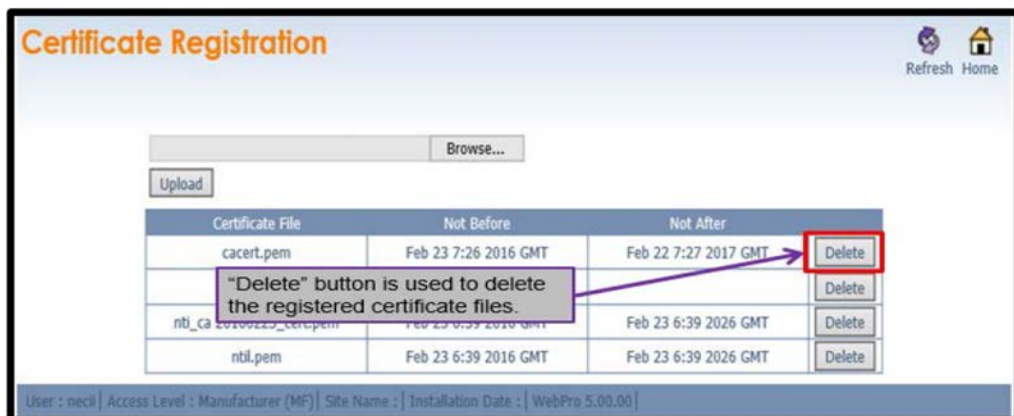 Certificate Registration
Refresh Home
Browse...
Upload
Certificate File Not Before Not After
cacert.pem Feb 23 7:26 2016 GMT Feb 22 7:27 2017 GMT Delete
"Delete" button is used to delete
the registered certificate files.
Delete
nti_ca Feb 23 6:39 2026 GMT Delete
ntil.pem Feb 23 6:39 2016 GMT Feb 23 6:39 2026 GMT Delete
User : necii | Access Level : Manufacturer (MF) | Site Name : | Installation Date : | WebPro 5.00.00 |